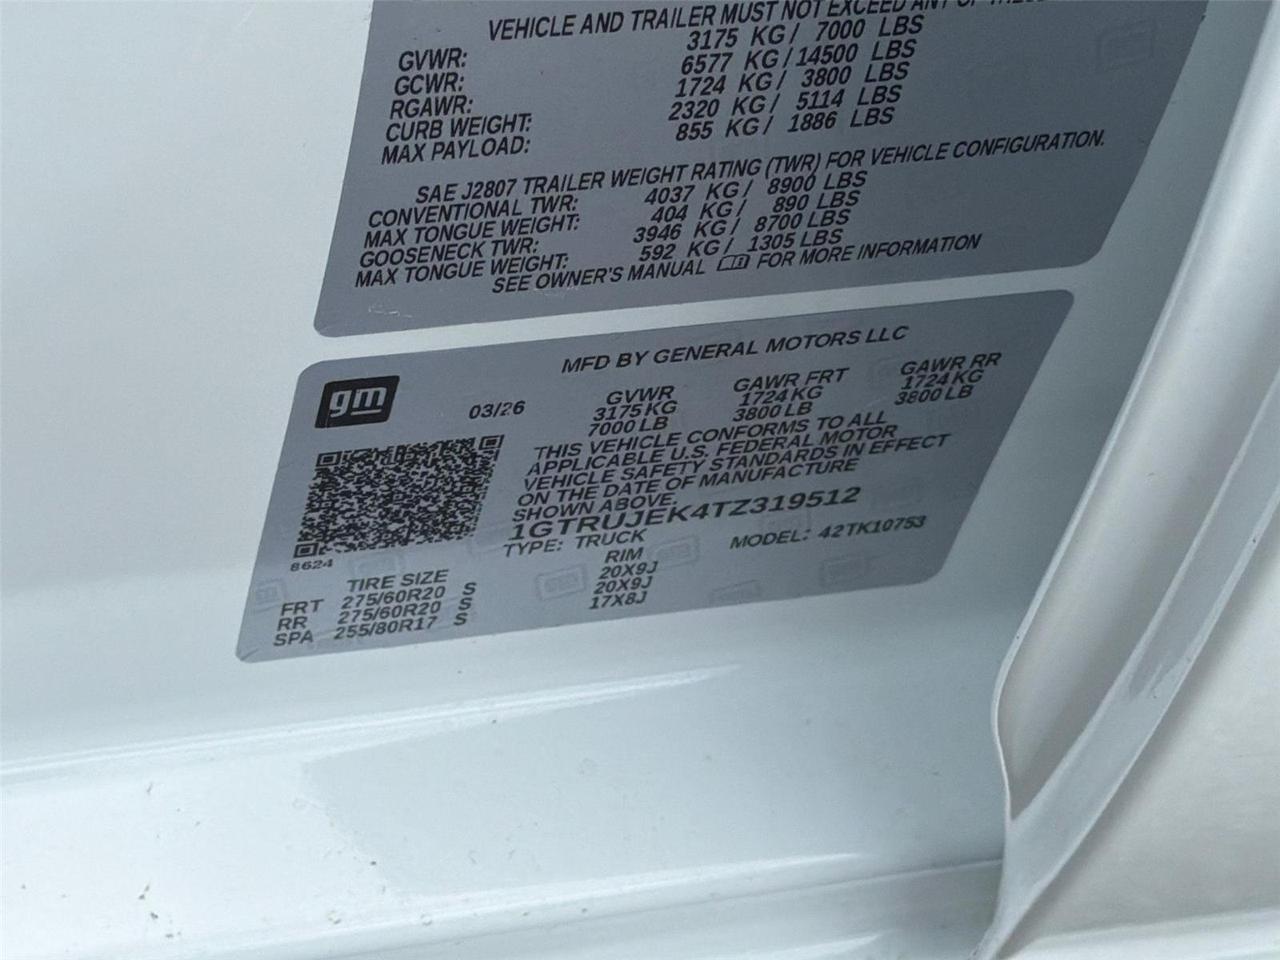 VEHICLE AND TRAILER MUST NOT EXCEED ANY OF
GVWR: 3175 KG / 7000 LBS
GCWR: 6577 KG / 14500 LBS
RGAWR: 1724 KG / 3800 LBS
CURB WEIGHT: 2320 KG / 5114 LBS
MAX PAYLOAD: 855 KG / 1886 LBS
SAE J2807 TRAILER WEIGHT RATING (TWR) FOR VEHICLE CONFIGURATION.
CONVENTIONAL TWR: 4037 KG / 8900 LBS
MAX TONGUE WEIGHT: 404 KG / 890 LBS
GOOSENECK TWR: 3946 KG / 8700 LBS
MAX TONGUE WEIGHT: 592 KG / 1305 LBS
SEE OWNER'S MANUAL FOR MORE INFORMATION
MFD BY GENERAL MOTORS LLC
gm
03/26
GVWR GAWR FRT GAWR RR
3175 KG 1724 KG 1724 KG
7000 LB 3800 LB 3800 LB
THIS VEHICLE CONFORMS TO ALL
APPLICABLE U.S. FEDERAL MOTOR
VEHICLE SAFETY STANDARDS IN EFFECT
ON THE DATE OF MANUFACTURE
SHOWN ABOVE.
1GTRUJEK4TZ319512
TYPE: TRUCK MODEL: 42TK10753
8624
TIRE SIZE RIM
FRT 275/60R20 S 20X9J
RR 275/60R20 S 20X9J
SPA 255/80R17 S 17X8J